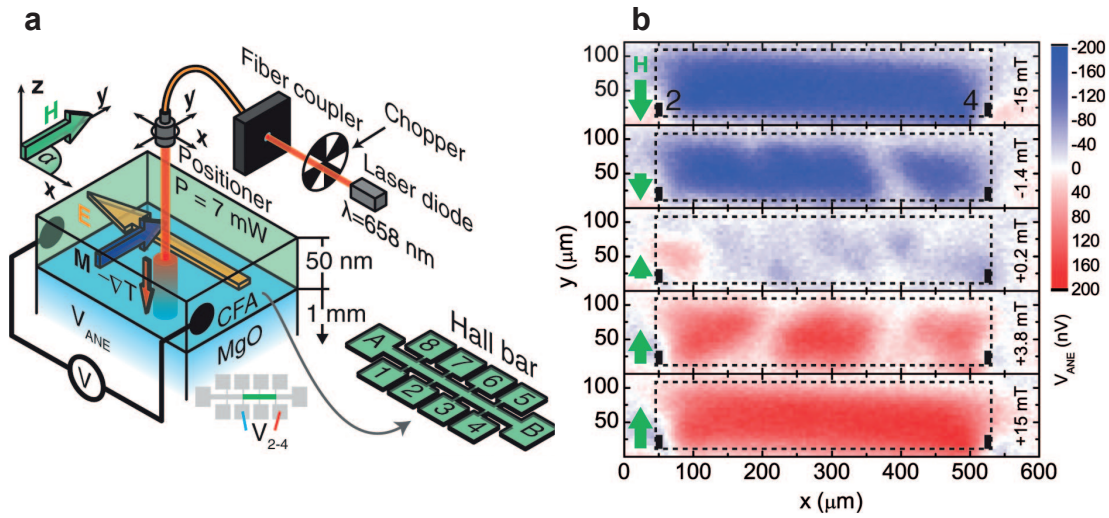 a
z
y
H
α
x
y
x
Positioner
Fiber coupler
Chopper
Laser diode
λ=658 nm
P = 7 mW
E
M
-∇T
50 nm
1 mm
CFA
MgO
V_ANE
V
V_2-4
Hall bar
A
8
7
6
5
1
2
3
4
B
b
100
50
H
2
4
-15 mT
100
50
-1.4 mT
100
50
+0.2 mT
100
50
+3.8 mT
100
50
+15 mT
y (μm)
0
100
200
300
400
500
600
x (μm)
-200
-160
-120
-80
-40
0
40
80
120
160
200
V_ANE (nV)